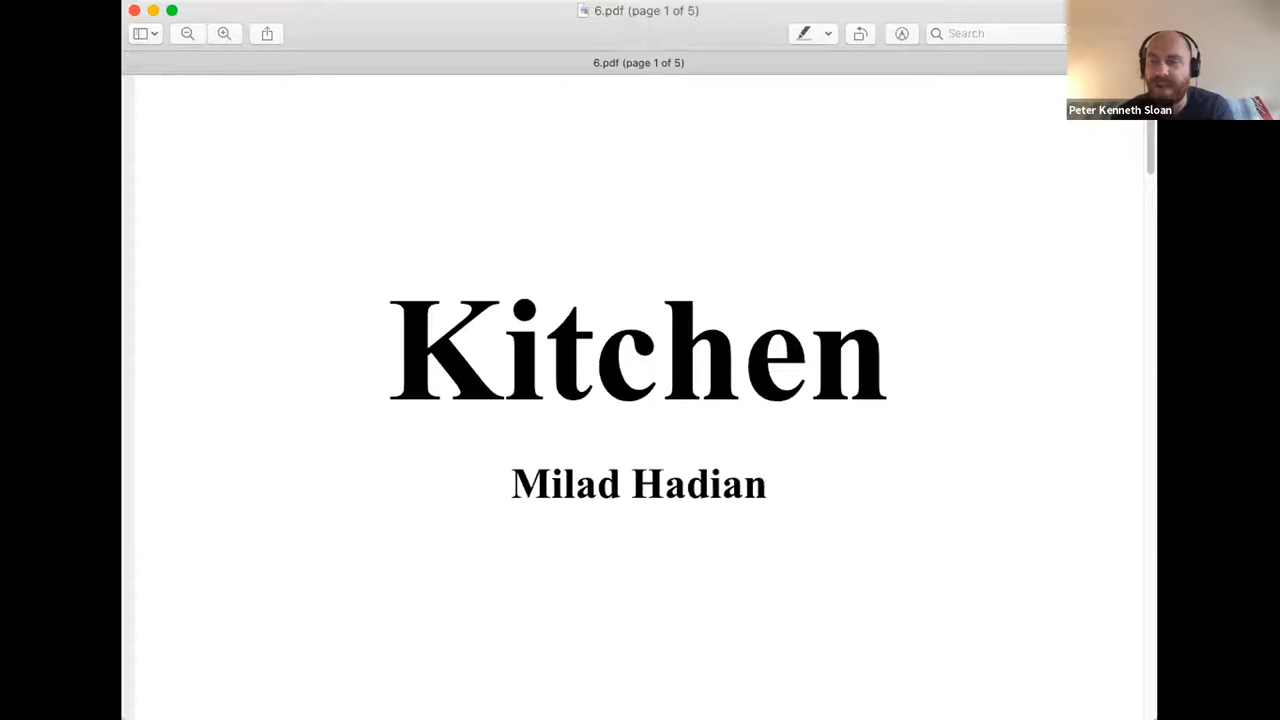 6.pdf (page 1 of 5)
Search
6.pdf (page 1 of 5)
Peter Kenneth Sloan
Kitchen
Milad Hadian